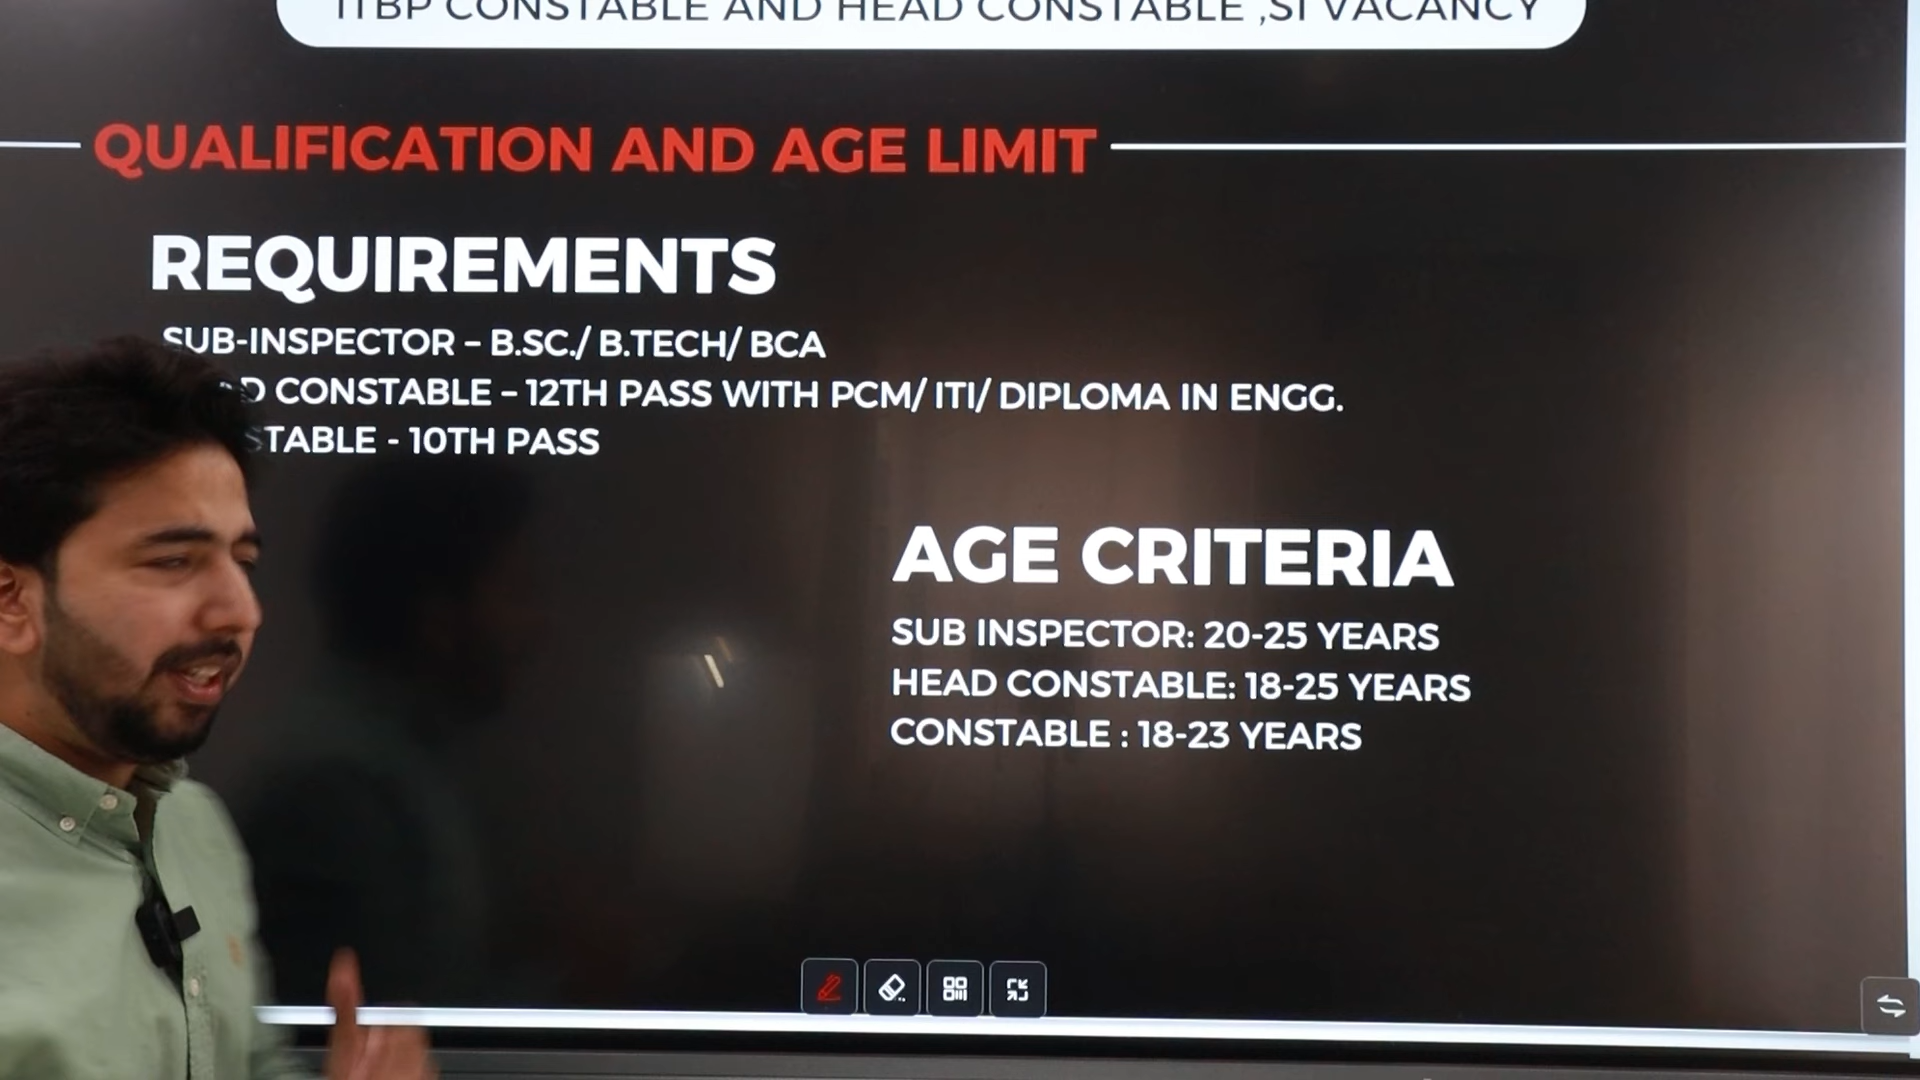 ITBP CONSTABLE AND HEAD CONSTABLE ,SI VACANCY
QUALIFICATION AND AGE LIMIT
REQUIREMENTS
SUB-INSPECTOR – B.SC./ B.TECH/ BCA
CONSTABLE – 12TH PASS WITH PCM/ ITI/ DIPLOMA IN ENGG.
STABLE - 10TH PASS
AGE CRITERIA
SUB INSPECTOR: 20-25 YEARS
HEAD CONSTABLE: 18-25 YEARS
CONSTABLE : 18-23 YEARS